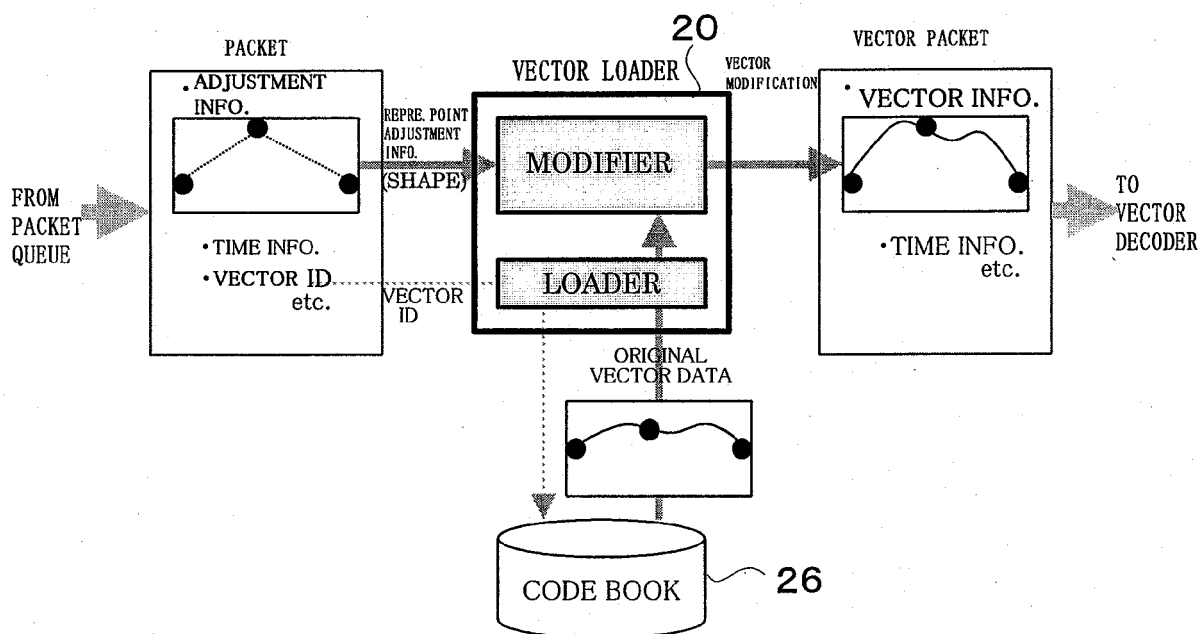 20
PACKET
VECTOR LOADER
VECTOR
MODIFICATION
VECTOR PACKET
• ADJUSTMENT
INFO.
REPRE. POINT
ADJUSTMENT
INFO.
(SHAPE)
MODIFIER
• VECTOR INFO.
FROM
PACKET
QUEUE
TO
VECTOR
DECODER
• TIME INFO.
• VECTOR ID
etc.
VECTOR
ID
LOADER
• TIME INFO.
etc.
ORIGINAL
VECTOR DATA
CODE BOOK
26